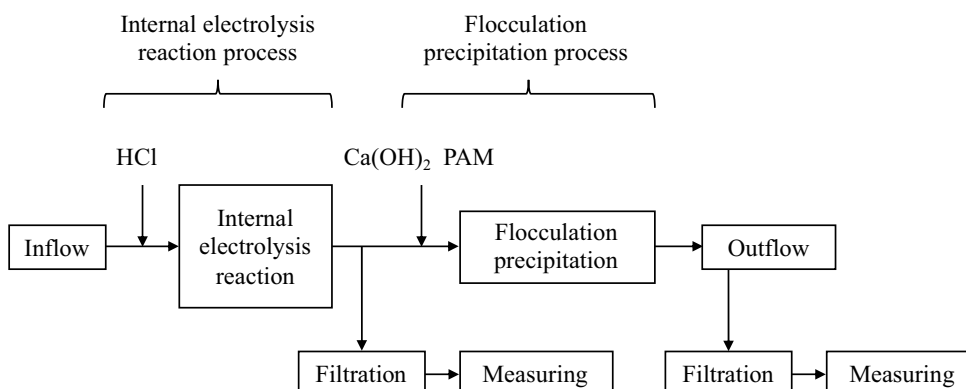 Internal electrolysis
reaction process
Flocculation
precipitation process
HCl
Ca(OH)₂ PAM
Inflow
Internal
electrolysis
reaction
Flocculation
precipitation
Outflow
Filtration
Measuring
Filtration
Measuring